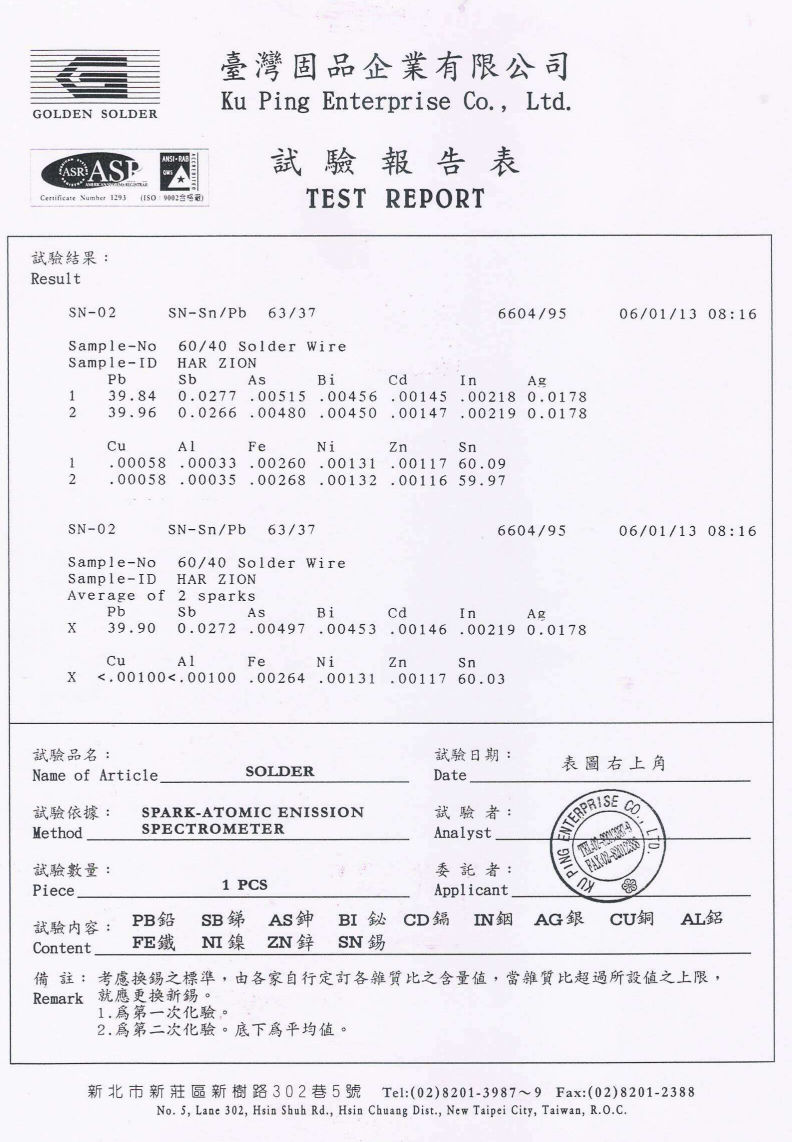 臺灣固品企業有限公司
GOLDEN SOLDER
Ku Ping Enterprise Co., Ltd.
ASR ASR
AMERICAN SYSTEMS REGISTRAR
ANSI·RAB
QMS
ACCREDITED
Certificate Number 1293 (ISO 9002合格廠)
試驗報告表
TEST REPORT
試驗結果：
Result
SN-02 SN-Sn/Pb 63/37 6604/95 06/01/13 08:16
Sample-No 60/40 Solder Wire
Sample-ID HAR ZION
Pb Sb As Bi Cd In Ag
1 39.84 0.0277 .00515 .00456 .00145 .00218 0.0178
2 39.96 0.0266 .00480 .00450 .00147 .00219 0.0178
Cu Al Fe Ni Zn Sn
1 .00058 .00033 .00260 .00131 .00117 60.09
2 .00058 .00035 .00268 .00132 .00116 59.97
SN-02 SN-Sn/Pb 63/37 6604/95 06/01/13 08:16
Sample-No 60/40 Solder Wire
Sample-ID HAR ZION
Average of 2 sparks
Pb Sb As Bi Cd In Ag
X 39.90 0.0272 .00497 .00453 .00146 .00219 0.0178
Cu Al Fe Ni Zn Sn
X <.00100<.00100 .00264 .00131 .00117 60.03
試驗品名： 試驗日期： 表圖右上角
Name of Article SOLDER Date
試驗依據： SPARK-ATOMIC ENISSION 試驗者：
Method SPECTROMETER Analyst
KU PING ENTERPRISE CO., LTD.
試驗數量： 委託者：
Piece 1 PCS Applicant
試驗内容： PB鉛 SB銻 AS鉮 BI鉍 CD鎘 IN銦 AG銀 CU銅 AL鋁
Content FE鐵 NI鎳 ZN鋅 SN錫
備註： 考慮換錫之標準，由各家自行定訂各雜質比之含量值，當雜質比超過所設值之上限，
Remark 就應更換新錫。
1.爲第一次化驗。
2.爲第二次化驗。底下爲平均值。
新北市新莊區新樹路302巷5號 Tel:(02)8201-3987～9 Fax:(02)8201-2388
No. 5, Lane 302, Hsin Shuh Rd., Hsin Chuang Dist., New Taipei City, Taiwan, R.O.C.